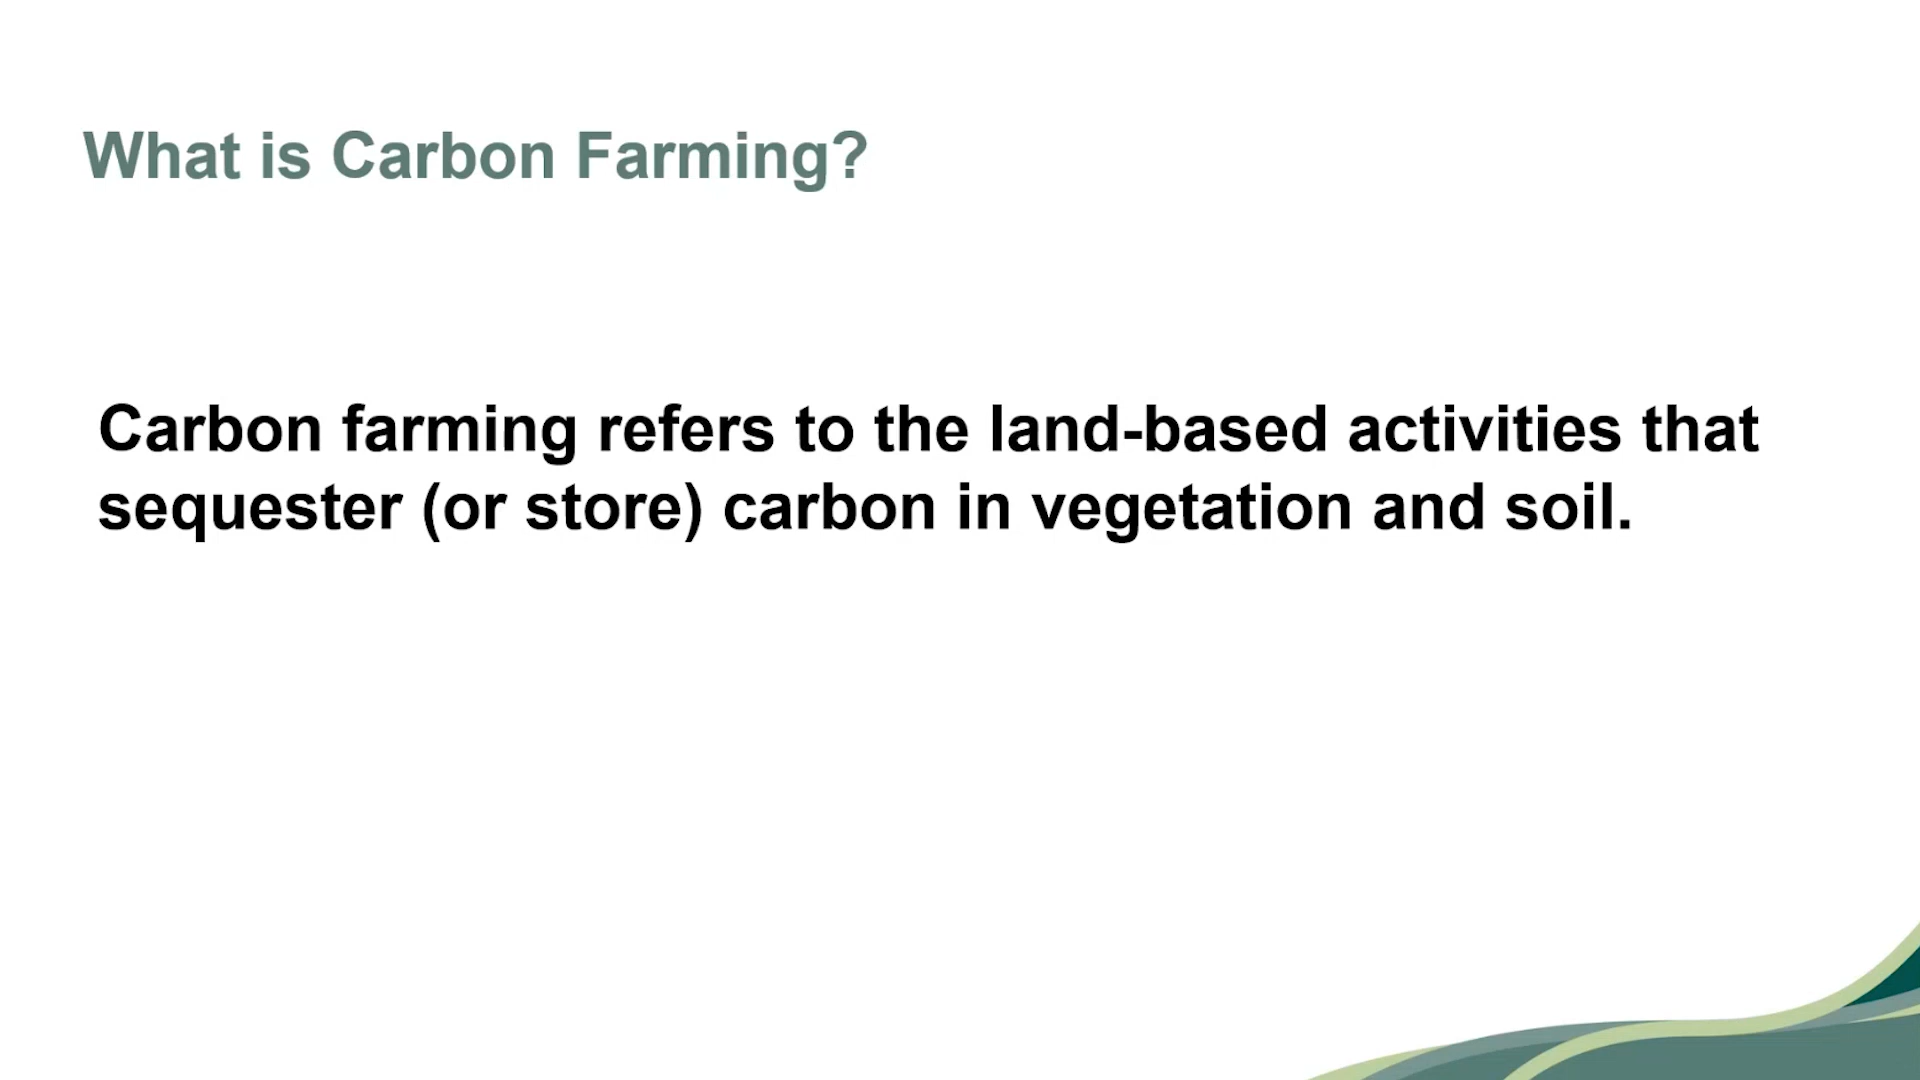 What is Carbon Farming?
Carbon farming refers to the land-based activities that
sequester (or store) carbon in vegetation and soil.